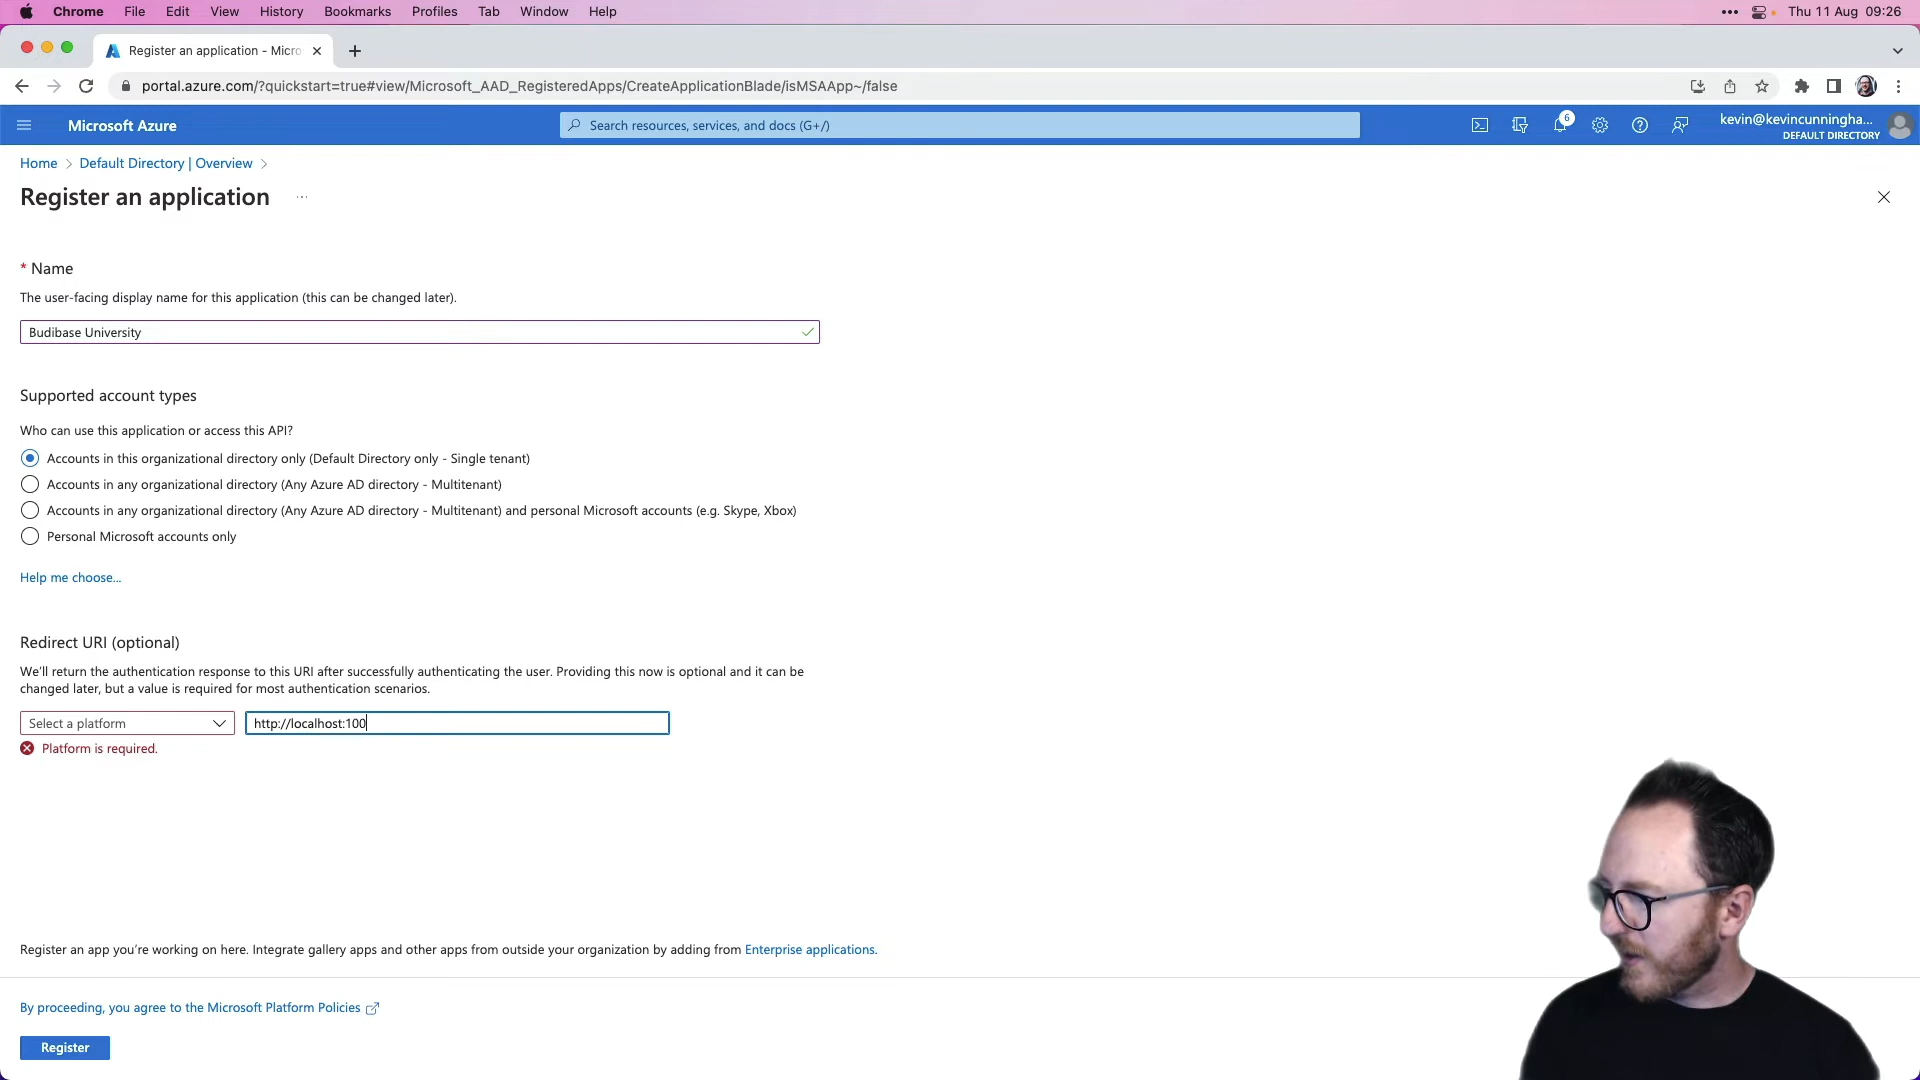 Chrome File Edit View History Bookmarks Profiles Tab Window Help Thu 11 Aug 09:26
Register an application - Micro
portal.azure.com/?quickstart=true#view/Microsoft_AAD_RegisteredApps/CreateApplicationBlade/isMSAApp~/false
Microsoft Azure
Search resources, services, and docs (G+/)
6
kevin@kevincunningha...
DEFAULT DIRECTORY
Home > Default Directory | Overview >
Register an application ...
* Name
The user-facing display name for this application (this can be changed later).
Budibase University
Supported account types
Who can use this application or access this API?
Accounts in this organizational directory only (Default Directory only - Single tenant)
Accounts in any organizational directory (Any Azure AD directory - Multitenant)
Accounts in any organizational directory (Any Azure AD directory - Multitenant) and personal Microsoft accounts (e.g. Skype, Xbox)
Personal Microsoft accounts only
Help me choose...
Redirect URI (optional)
We'll return the authentication response to this URI after successfully authenticating the user. Providing this now is optional and it can be
changed later, but a value is required for most authentication scenarios.
Select a platform
http://localhost:100
Platform is required.
Register an app you're working on here. Integrate gallery apps and other apps from outside your organization by adding from Enterprise applications.
By proceeding, you agree to the Microsoft Platform Policies
Register